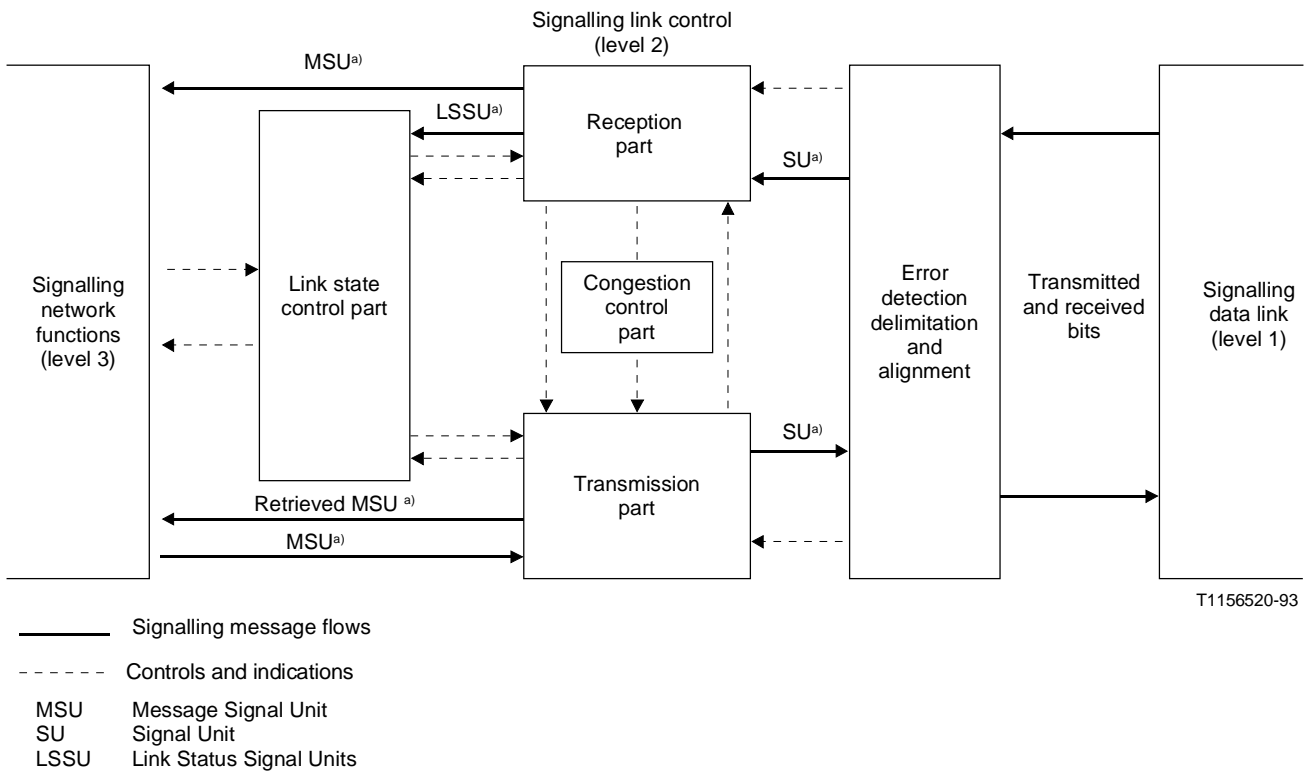 Signalling link control
(level 2)
MSUa)
LSSUa)
Reception
part
SUa)
Signalling
network
functions
(level 3)
Link state
control part
Congestion
control
part
Error
detection
delimitation
and
alignment
Transmitted
and received
bits
Signalling
data link
(level 1)
SUa)
Transmission
part
Retrieved MSU a)
MSUa)
T1156520-93
Signalling message flows
Controls and indications
MSU Message Signal Unit
SU Signal Unit
LSSU Link Status Signal Units